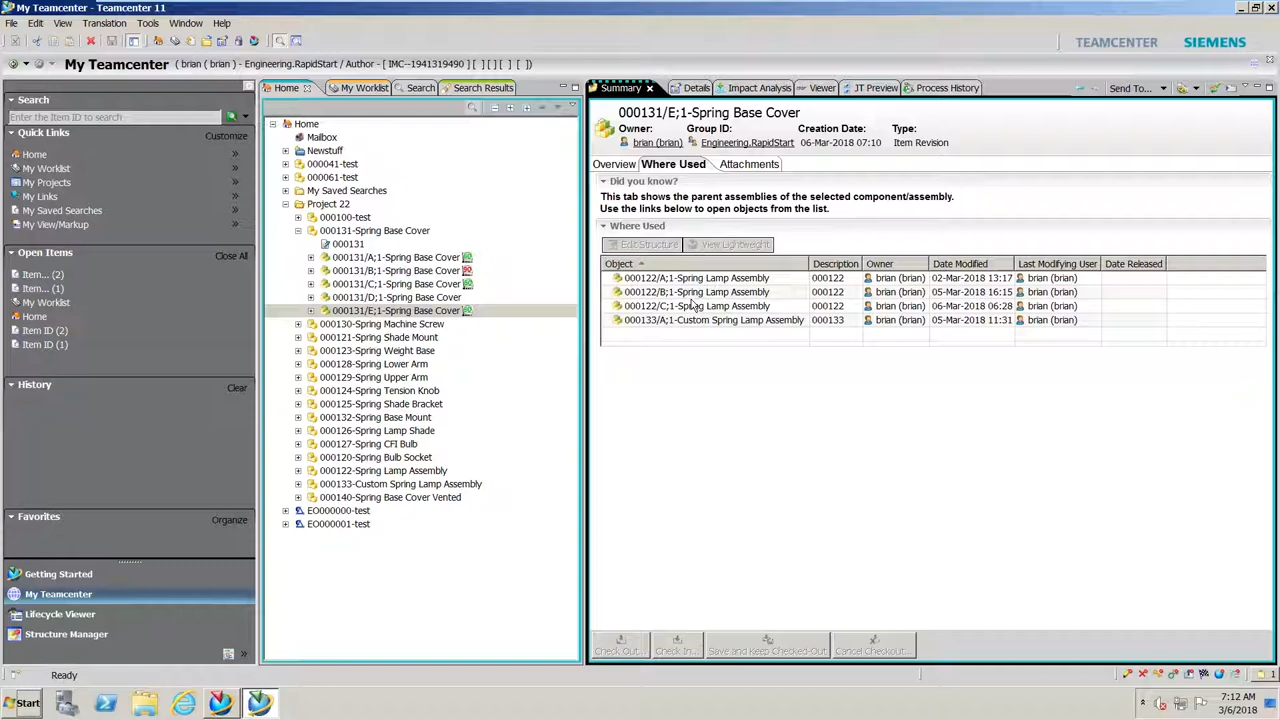 My Teamcenter - Teamcenter 11
File Edit View Translation Tools Window Help
TEAMCENTER SIEMENS
My Teamcenter ( brian ( brian ) - Engineering.RapidStart / Author - [ IMC--1941319490 ] [ ] [ ] [ ] [ ] )
Search
Enter the Item ID to search
Quick Links Customize
Home
My Worklist
My Projects
My Links
My Saved Searches
My View/Markup
Open Items Close All
Item... (2)
Item... (1)
My Worklist
Home
Item ID (2)
Item ID (1)
History Clear
Favorites Organize
Getting Started
My Teamcenter
Lifecycle Viewer
Structure Manager
Home My Worklist Search Search Results
Home
Mailbox
Newstuff
000041-test
000061-test
My Saved Searches
Project 22
000100-test
000131-Spring Base Cover
000131
000131/A;1-Spring Base Cover
000131/B;1-Spring Base Cover
000131/C;1-Spring Base Cover
000131/D;1-Spring Base Cover
000131/E;1-Spring Base Cover
000130-Spring Machine Screw
000121-Spring Shade Mount
000123-Spring Weight Base
000128-Spring Lower Arm
000129-Spring Upper Arm
000124-Spring Tension Knob
000125-Spring Shade Bracket
000132-Spring Base Mount
000126-Spring Lamp Shade
000127-Spring CFl Bulb
000120-Spring Bulb Socket
000122-Spring Lamp Assembly
000133-Custom Spring Lamp Assembly
000140-Spring Base Cover Vented
EO000000-test
EO000001-test
Summary Details Impact Analysis Viewer JT Preview Process History Send To...
000131/E;1-Spring Base Cover
Owner: Group ID: Creation Date: Type:
brian (brian) Engineering.RapidStart 06-Mar-2018 07:10 Item Revision
Overview Where Used Attachments
Did you know?
This tab shows the parent assemblies of the selected component/assembly.
Use the links below to open objects from the list.
Where Used
Edit Structure View Lightweight
Object Description Owner Date Modified Last Modifying User Date Released
000122/A;1-Spring Lamp Assembly 000122 brian (brian) 02-Mar-2018 13:17 brian (brian)
000122/B;1-Spring Lamp Assembly 000122 brian (brian) 05-Mar-2018 16:15 brian (brian)
000122/C;1-Spring Lamp Assembly 000122 brian (brian) 06-Mar-2018 06:28 brian (brian)
000133/A;1-Custom Spring Lamp Assembly 000133 brian (brian) 05-Mar-2018 11:31 brian (brian)
Check Out... Check In... Save and Keep Checked-Out Cancel Checkout...
Ready
1
Start
7:12 AM
3/6/2018